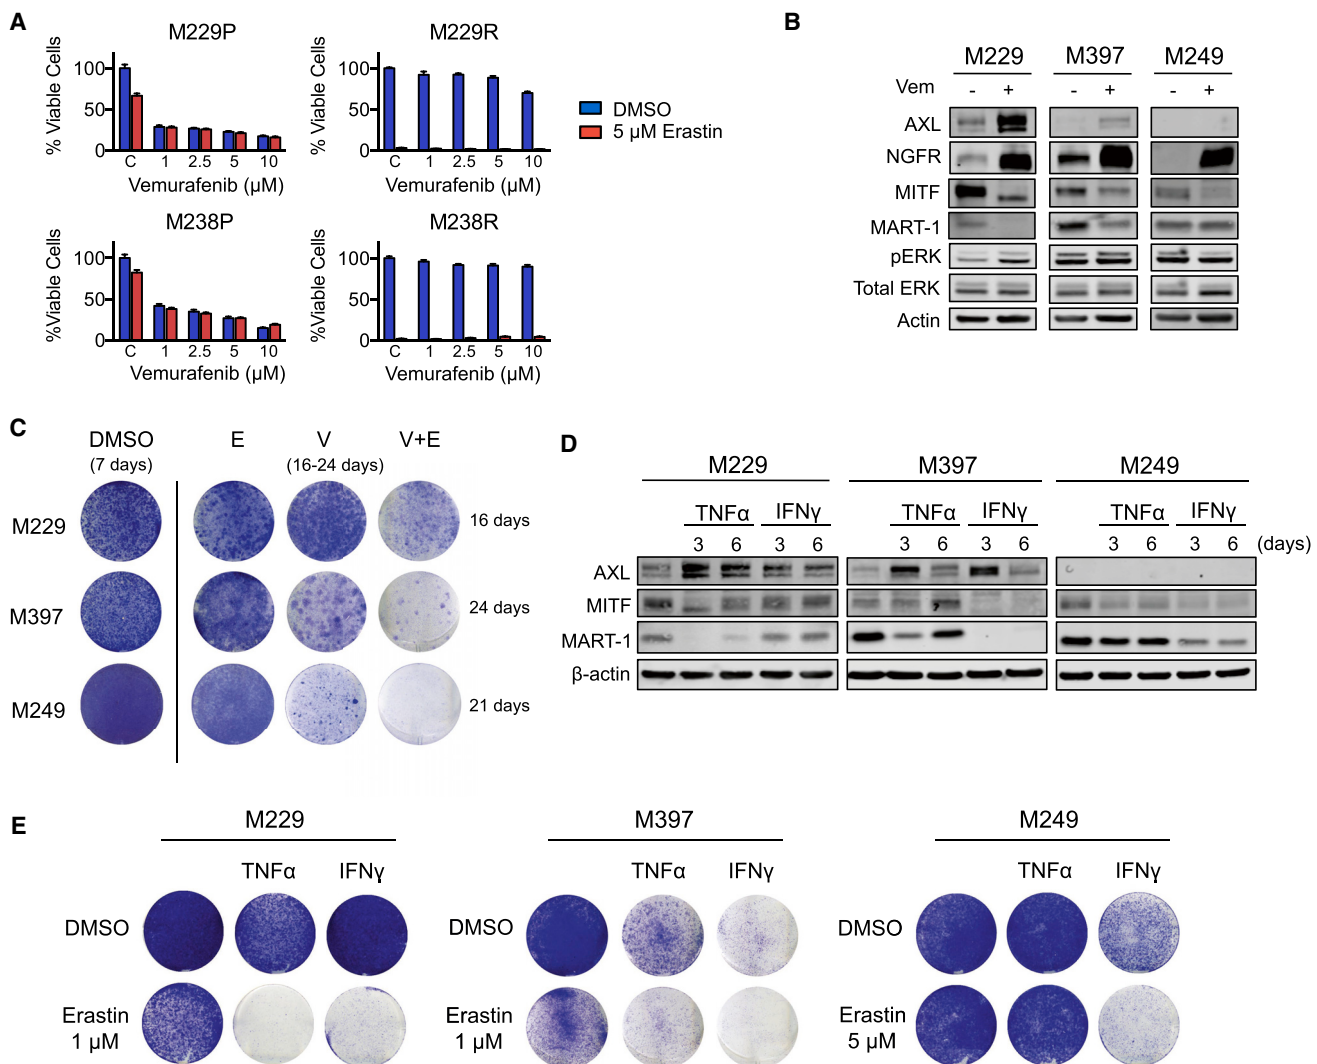 A
M229P
% Viable Cells
100
50
0
C 1 2.5 5 10
Vemurafenib (µM)
M229R
% Viable Cells
100
50
0
C 1 2.5 5 10
Vemurafenib (µM)
DMSO
5 µM Erastin
M238P
%Viable Cells
100
50
0
C 1 2.5 5 10
Vemurafenib (µM)
M238R
%Viable Cells
100
50
0
C 1 2.5 5 10
Vemurafenib (µM)
B
M229 M397 M249
Vem - + - + - +
AXL
NGFR
MITF
MART-1
pERK
Total ERK
Actin
C
DMSO E V V+E
(7 days) (16-24 days)
M229 16 days
M397 24 days
M249 21 days
D
M229 M397 M249
TNFα IFNγ TNFα IFNγ TNFα IFNγ
3 6 3 6 3 6 3 6 3 6 3 6 (days)
AXL
MITF
MART-1
β-actin
E
M229 M397 M249
TNFα IFNγ TNFα IFNγ TNFα IFNγ
DMSO DMSO DMSO
Erastin Erastin Erastin
1 µM 1 µM 5 µM